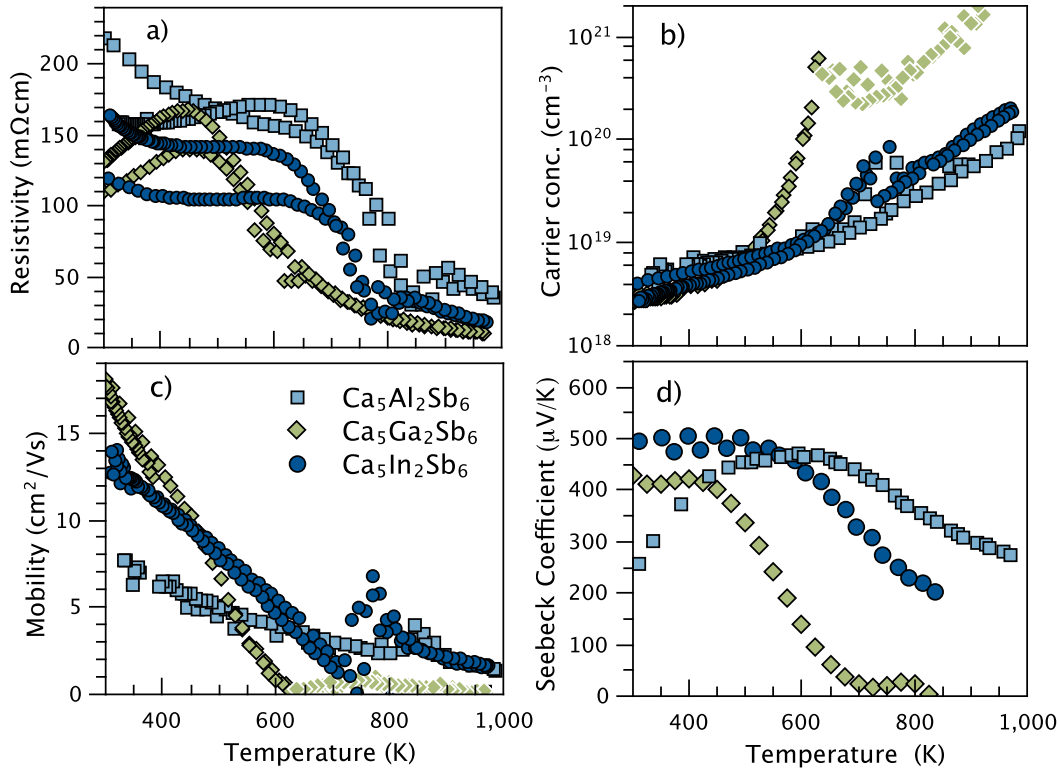 a)
Resistivity (mΩcm)
200
150
100
50
0
b)
Carrier conc. (cm⁻³)
10²¹
10²⁰
10¹⁹
10¹⁸
c)
Ca₅Al₂Sb₆
Ca₅Ga₂Sb₆
Ca₅In₂Sb₆
Mobility (cm²/Vs)
15
10
5
0
400 600 800 1,000
Temperature (K)
d)
Seebeck Coefficient (μV/K)
600
500
400
300
200
100
0
400 600 800 1,000
Temperature (K)